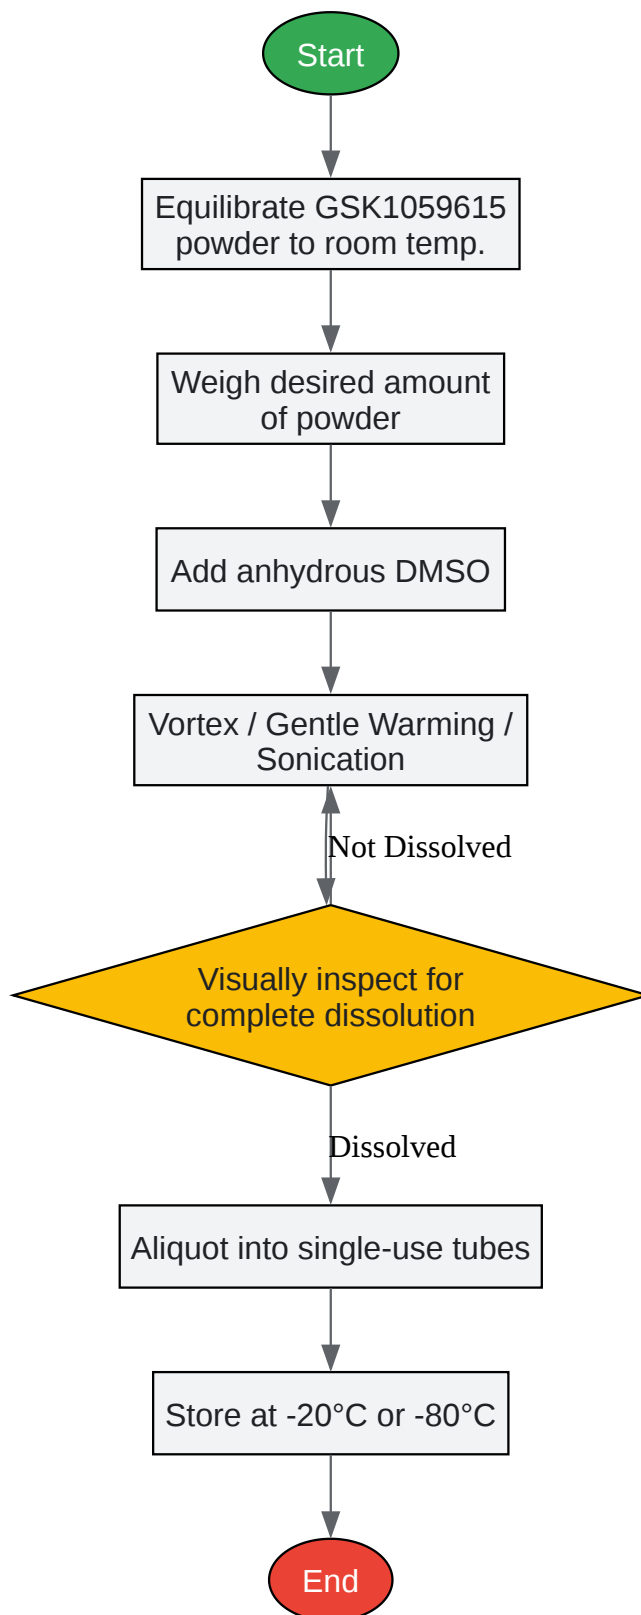 Start
Equilibrate GSK1059615
powder to room temp.
Weigh desired amount
of powder
Add anhydrous DMSO
Vortex / Gentle Warming /
Sonication
Not Dissolved
Visually inspect for
complete dissolution
Dissolved
Aliquot into single-use tubes
Store at -20°C or -80°C
End